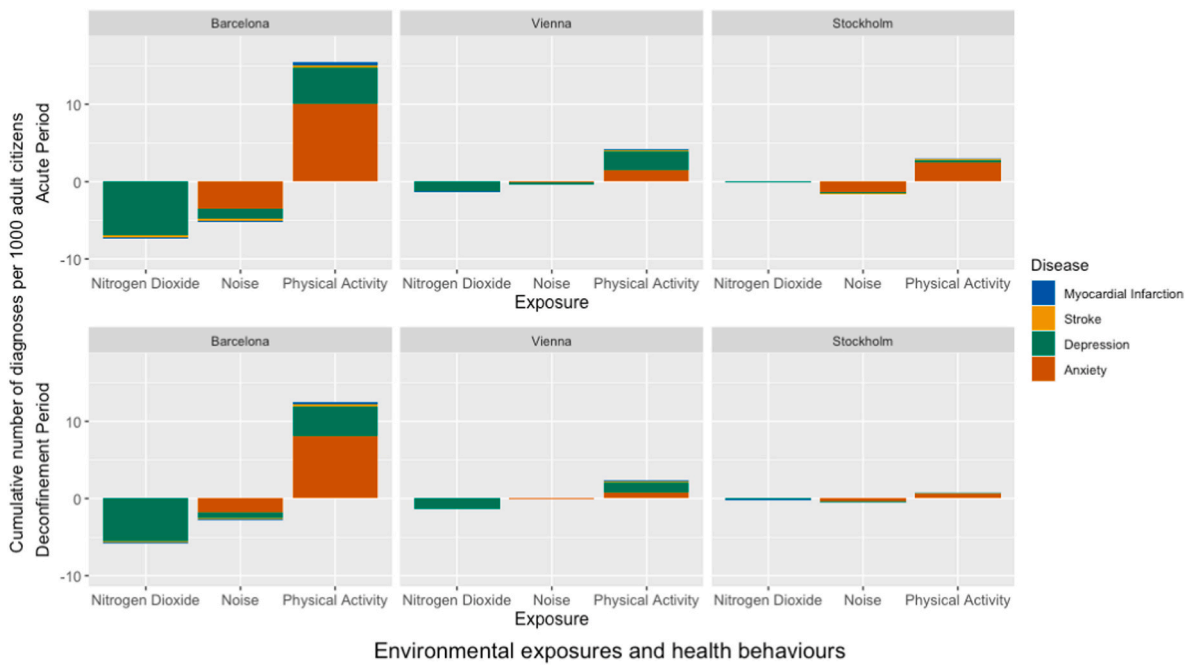 Barcelona
Vienna
Stockholm
Cumulative number of diagnoses per 1000 adult citizens
Acute Period
10
0
-10
Nitrogen Dioxide Noise Physical Activity
Nitrogen Dioxide Noise Physical Activity
Nitrogen Dioxide Noise Physical Activity
Exposure
Disease
Myocardial Infarction
Stroke
Depression
Anxiety
Barcelona
Vienna
Stockholm
Deconfinement Period
10
0
-10
Nitrogen Dioxide Noise Physical Activity
Nitrogen Dioxide Noise Physical Activity
Nitrogen Dioxide Noise Physical Activity
Exposure
Environmental exposures and health behaviours